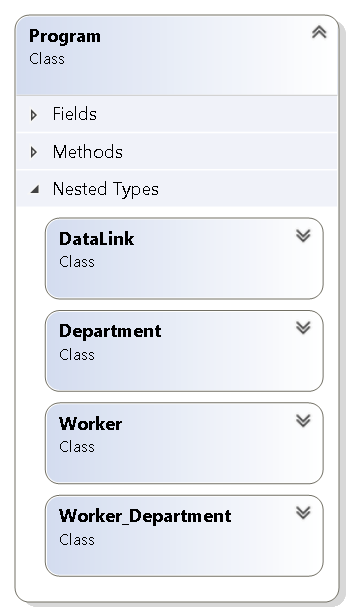 Program
Class
Fields
Methods
Nested Types
DataLink
Class
Department
Class
Worker
Class
Worker_Department
Class